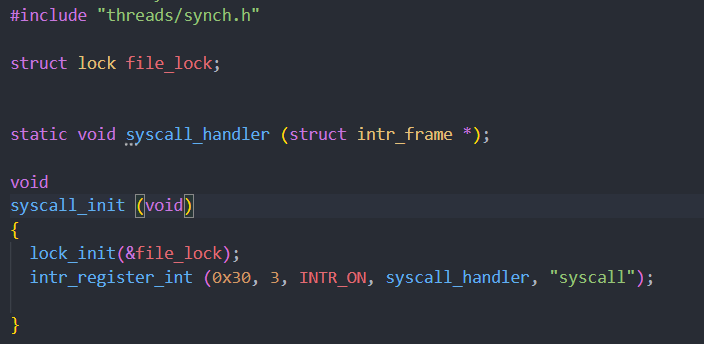 #include "threads/synch.h"
struct lock file_lock;
static void syscall_handler (struct intr_frame *);
void
syscall_init (void)
{
lock_init(&file_lock);
intr_register_int (0x30, 3, INTR_ON, syscall_handler, "syscall");
}